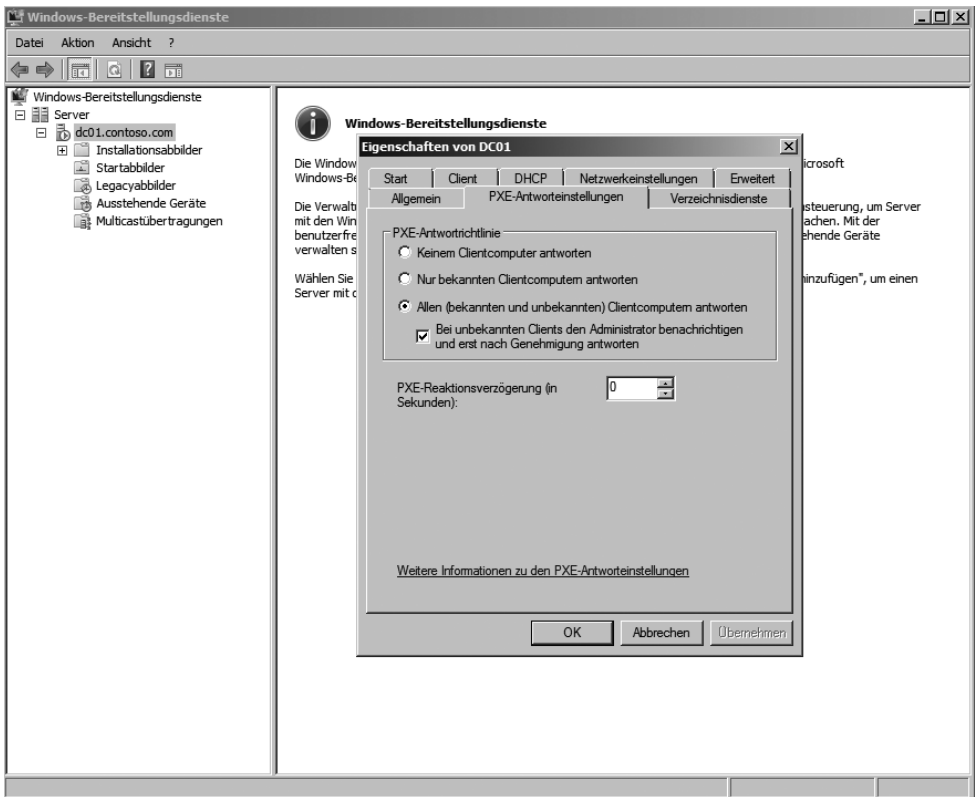 Windows-Bereitstellungsdienste
Datei Aktion Ansicht ?
Windows-Bereitstellungsdienste
Server
dc01.contoso.com
Installationsabbilder
Startabbilder
Legacyabbilder
Ausstehende Geräte
Multicastübertragungen
Windows-Bereitstellungsdienste
Die Window
Windows-Be
icrosoft
Die Verwalt
nsteuerung, um Server
mit den Win
achen. Mit der
benutzerfre
ehende Geräte
verwalten s
Wählen Sie
hinzufügen", um einen
Server mit d
Eigenschaften von DC01
Start Client DHCP Netzwerkeinstellungen Erweitert
Allgemein PXE-Antworteinstellungen Verzeichnisdienste
PXE-Antwortrichtlinie
Keinem Clientcomputer antworten
Nur bekannten Clientcomputern antworten
Allen (bekannten und unbekannten) Clientcomputern antworten
Bei unbekannten Clients den Administrator benachrichtigen
und erst nach Genehmigung antworten
PXE-Reaktionsverzögerung (in
Sekunden):
0
Weitere Informationen zu den PXE-Antworteinstellungen
OK Abbrechen Übernehmen